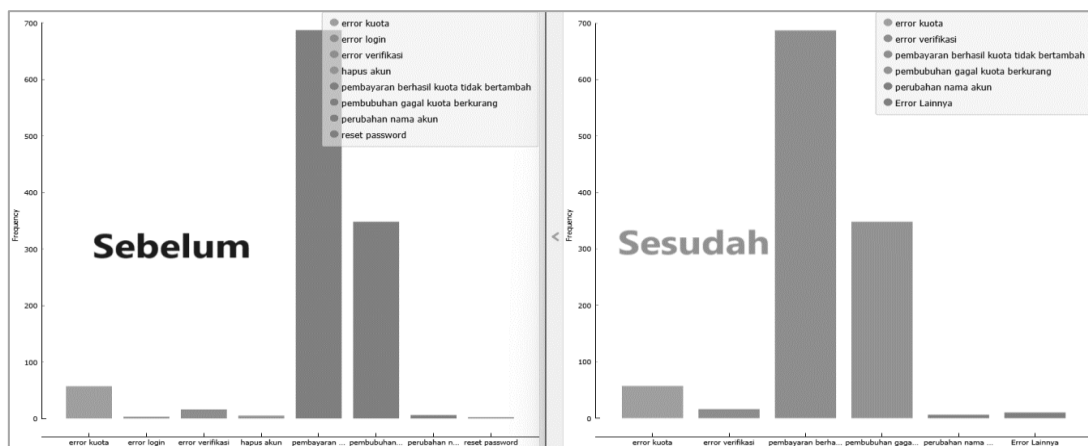 700
600
500
400
300
200
100
0
Frequency
error kuota
error login
error verifikasi
hapus akun
pembayaran berhasil kuota tidak bertambah
pembubuhan gagal kuota berkurang
perubahan nama akun
reset password
Sebelum
error kuota
error login
error verifikasi
hapus akun
pembayaran ...
pembubuhan...
perubahan n...
reset password
<
700
600
500
400
300
200
100
0
Frequency
error kuota
error verifikasi
pembayaran berhasil kuota tidak bertambah
pembubuhan gagal kuota berkurang
perubahan nama akun
Error Lainnya
Sesudah
error kuota
error verifikasi
pembayaran berha...
pembubuhan gaga...
perubahan nama ...
Error Lainnya